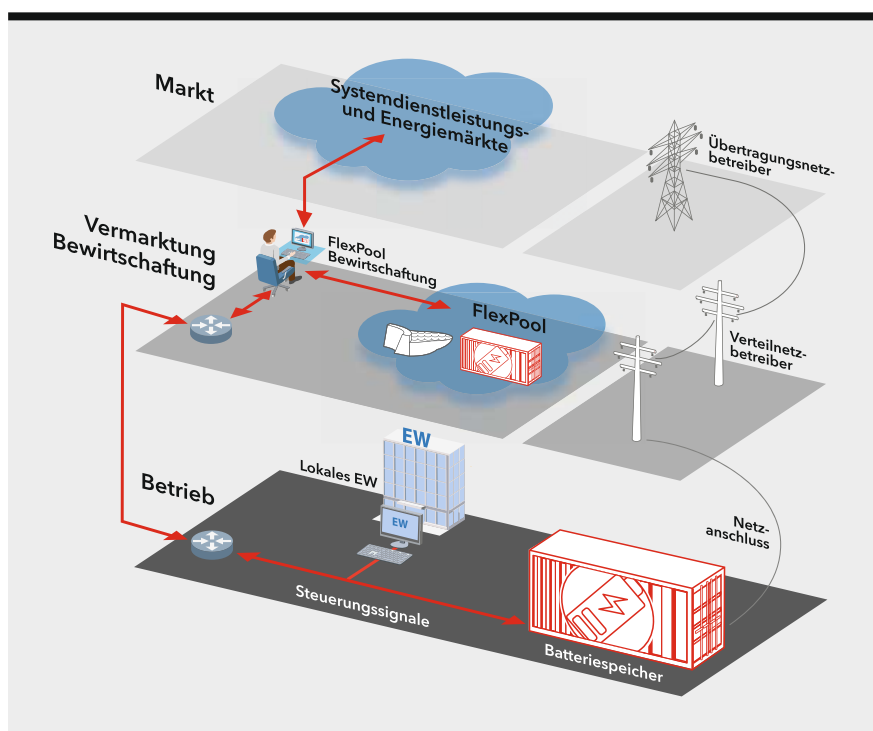 Markt
Systemdienstleistungs-
und Energiemärkte
Übertragungsnetz-
betreiber
Vermarktung
Bewirtschaftung
FlexPool
Bewirtschaftung
FlexPool
Verteilnetz-
betreiber
EW
Lokales EW
EW
Betrieb
Netz-
anschluss
Steuerungssignale
Batteriespeicher